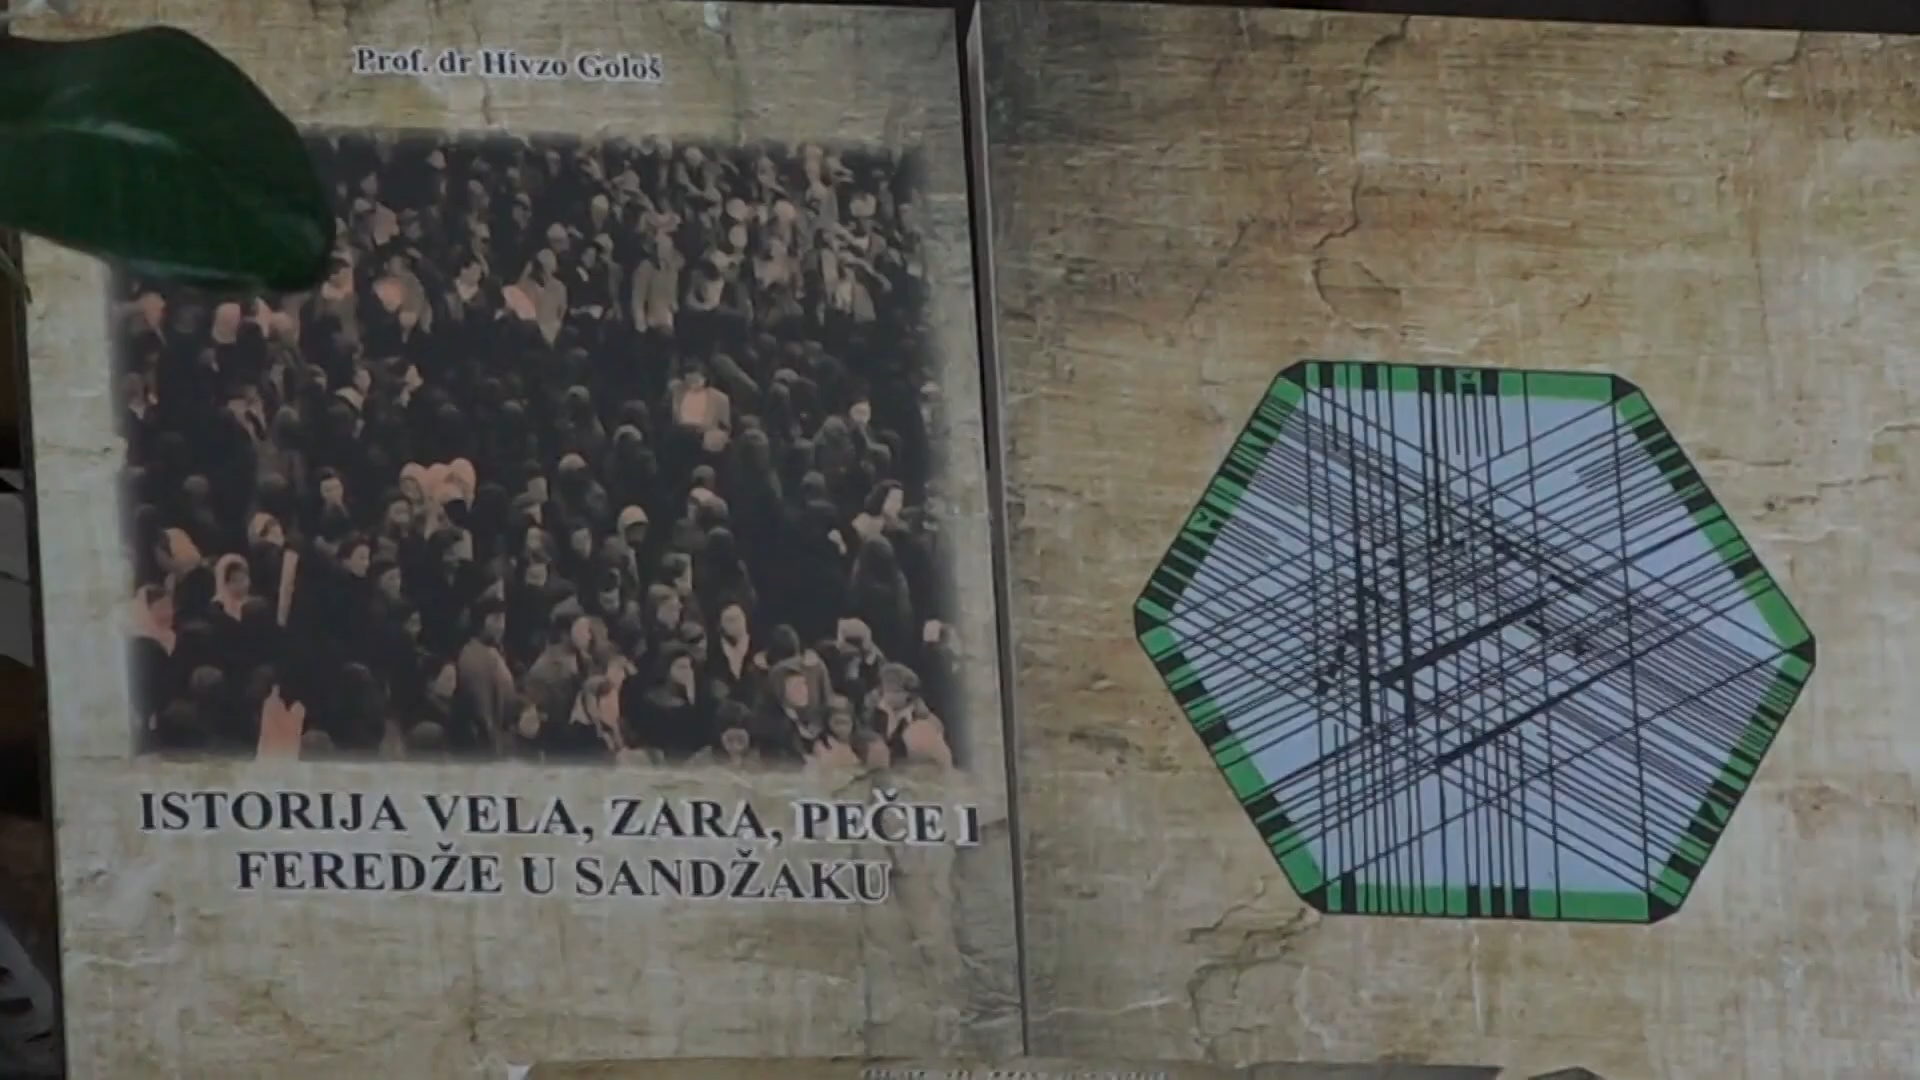 Prof. dr Hivzo Gološ
ISTORIJA VELA, ZARA, PEČE I
FEREDŽE U SANDŽAKU